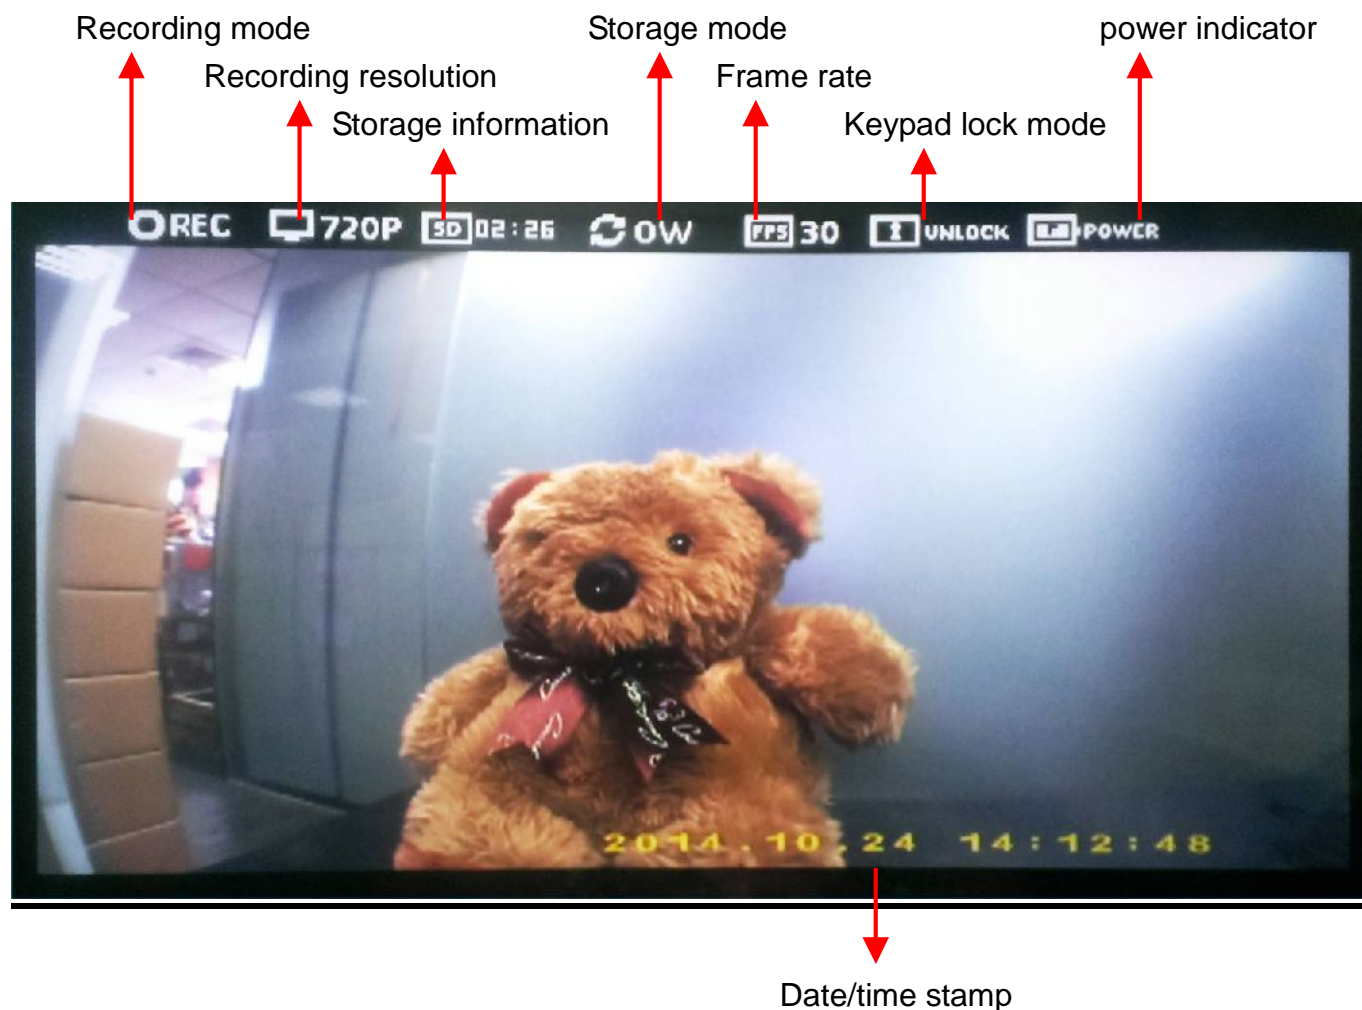 Recording mode Storage mode power indicator
Recording resolution Frame rate
Storage information Keypad lock mode
REC 720P SD 02:26 OW FPS 30 UNLOCK POWER
2014.10.24 14:12:48
Date/time stamp